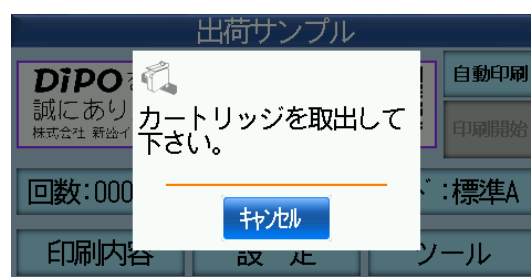 出荷サンプル
DiPO
誠にあり
株式会社 新盛イ
自動印刷
印刷開始
カートリッジを取出して
下さい。
回数:000
:標準A
キャンセル
印刷内容
設 定
ツール